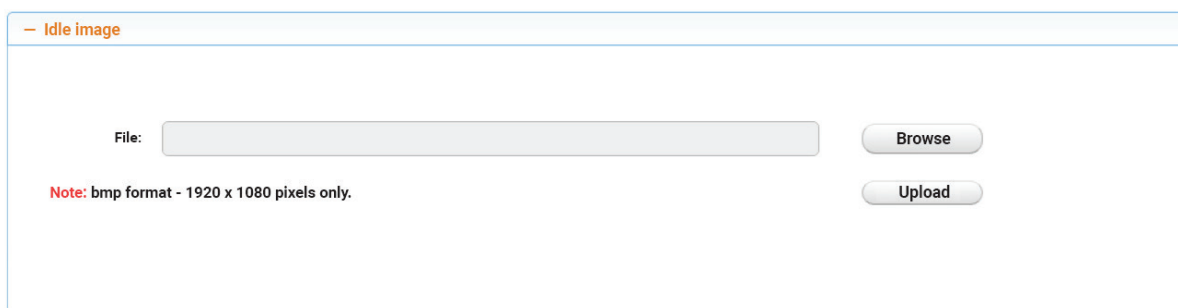 − Idle image
File:
Browse
Note: bmp format - 1920 x 1080 pixels only.
Upload